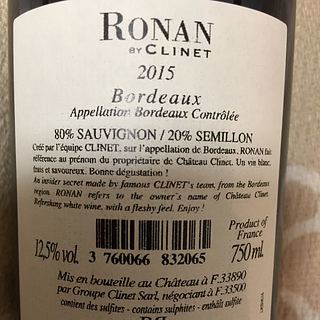 RONAN
BY CLINET
2015
Bordeaux
Appellation Bordeaux Contrôlée
80% SAUVIGNON / 20% SEMILLON
Créé par l'équipe CLINET, sur l'appellation de Bordeaux, RONAN fait
référence au prénom du propriétaire de Château Clinet. Un vin blanc,
frais et savoureux. Bonne dégustation !
An insider secret made by famous CLINET's team, from the Bordeaux
region. RONAN refers to the owner's name of Château Clinet.
Refreshing white wine, with a fleshy feel. Enjoy !
12,5% vol.
3 760066 832065
Product of
France
750 ml.
Mis en bouteille au Château à F.33890
par Groupe Clinet Sarl, négociant à F.33500
contient des sulfites - contains sulphites - enthält sulfite